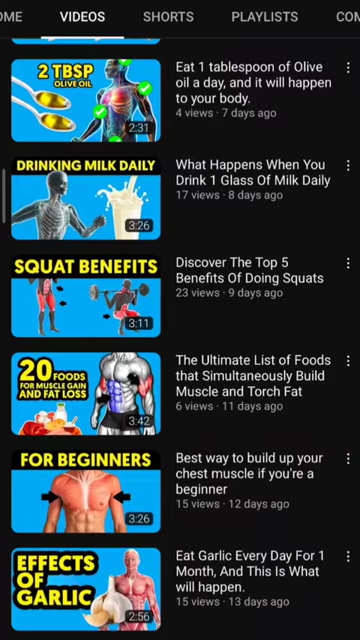 OME VIDEOS SHORTS PLAYLISTS COM
2 TBSP
OLIVE OIL
2:31
Eat 1 tablespoon of Olive
oil a day, and it will happen
to your body.
4 views · 7 days ago
DRINKING MILK DAILY
3:26
What Happens When You
Drink 1 Glass Of Milk Daily
17 views · 8 days ago
SQUAT BENEFITS
3:11
Discover The Top 5
Benefits Of Doing Squats
23 views · 9 days ago
20 FOODS
FOR MUSCLE GAIN
AND FAT LOSS
3:42
The Ultimate List of Foods
that Simultaneously Build
Muscle and Torch Fat
6 views · 11 days ago
FOR BEGINNERS
3:26
Best way to build up your
chest muscle if you're a
beginner
15 views · 12 days ago
EFFECTS
OF
GARLIC
2:56
Eat Garlic Every Day For 1
Month, And This Is What
will happen.
15 views · 13 days ago